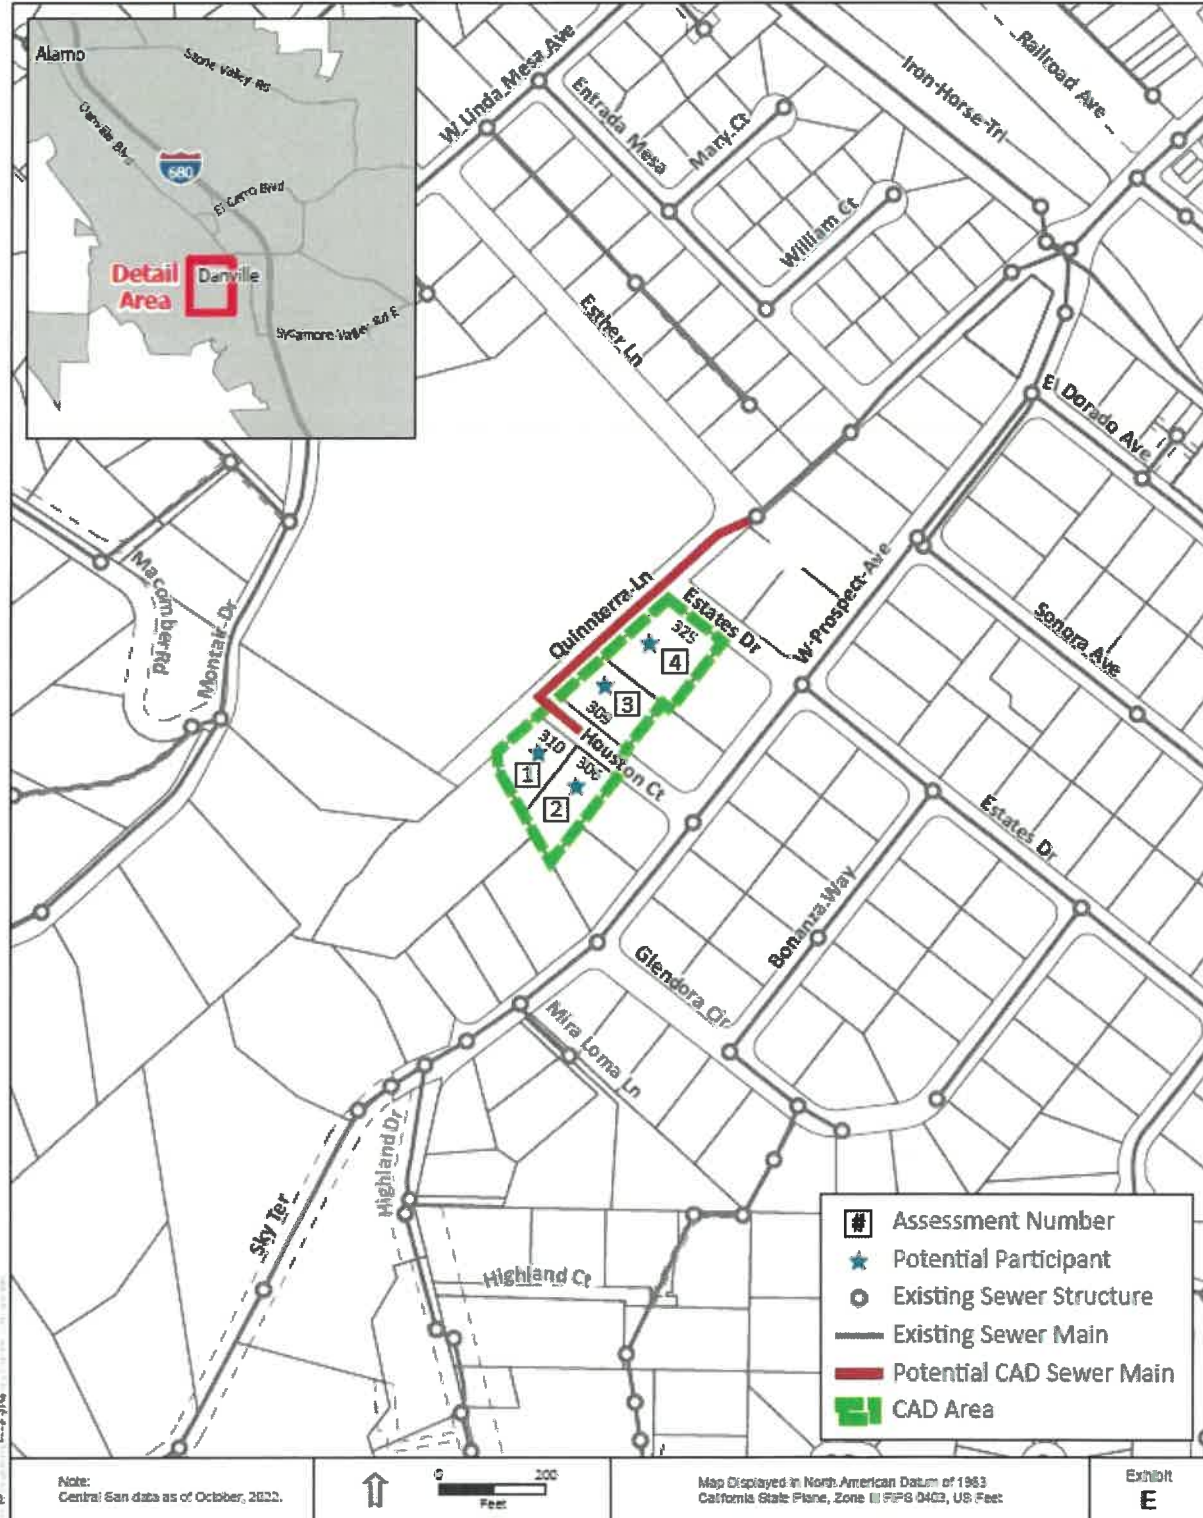 Alamo
Stone Valley Rd
Danville Blvd
680
El Cerro Blvd
Detail
Area
Danville
Sycamore Valley Rd E
W Linda Mesa Ave
Entrada Mesa
Mary Ct
William Ct
Iron-Horse-Trl
Railroad Ave
Esther Ln
El Dorado Ave
Macomber Rd
Montair Dr
Quinnterra Ln
Estates Dr
W-Prospect-Ave
Sonora Ave
325
4
3
309
310
1
306
2
Houston Ct
Estates Dr
Bonanza Way
Glendora Cir
Mira Loma Ln
Highland Dr
Sky Ter
Highland Ct
# Assessment Number
Potential Participant
Existing Sewer Structure
Existing Sewer Main
Potential CAD Sewer Main
CAD Area
Note:
Central San data as of October, 2022.
0 200
Feet
Map Displayed in North American Datum of 1983
California State Plane, Zone III FIPS 0403, US Feet
Exhibit
E